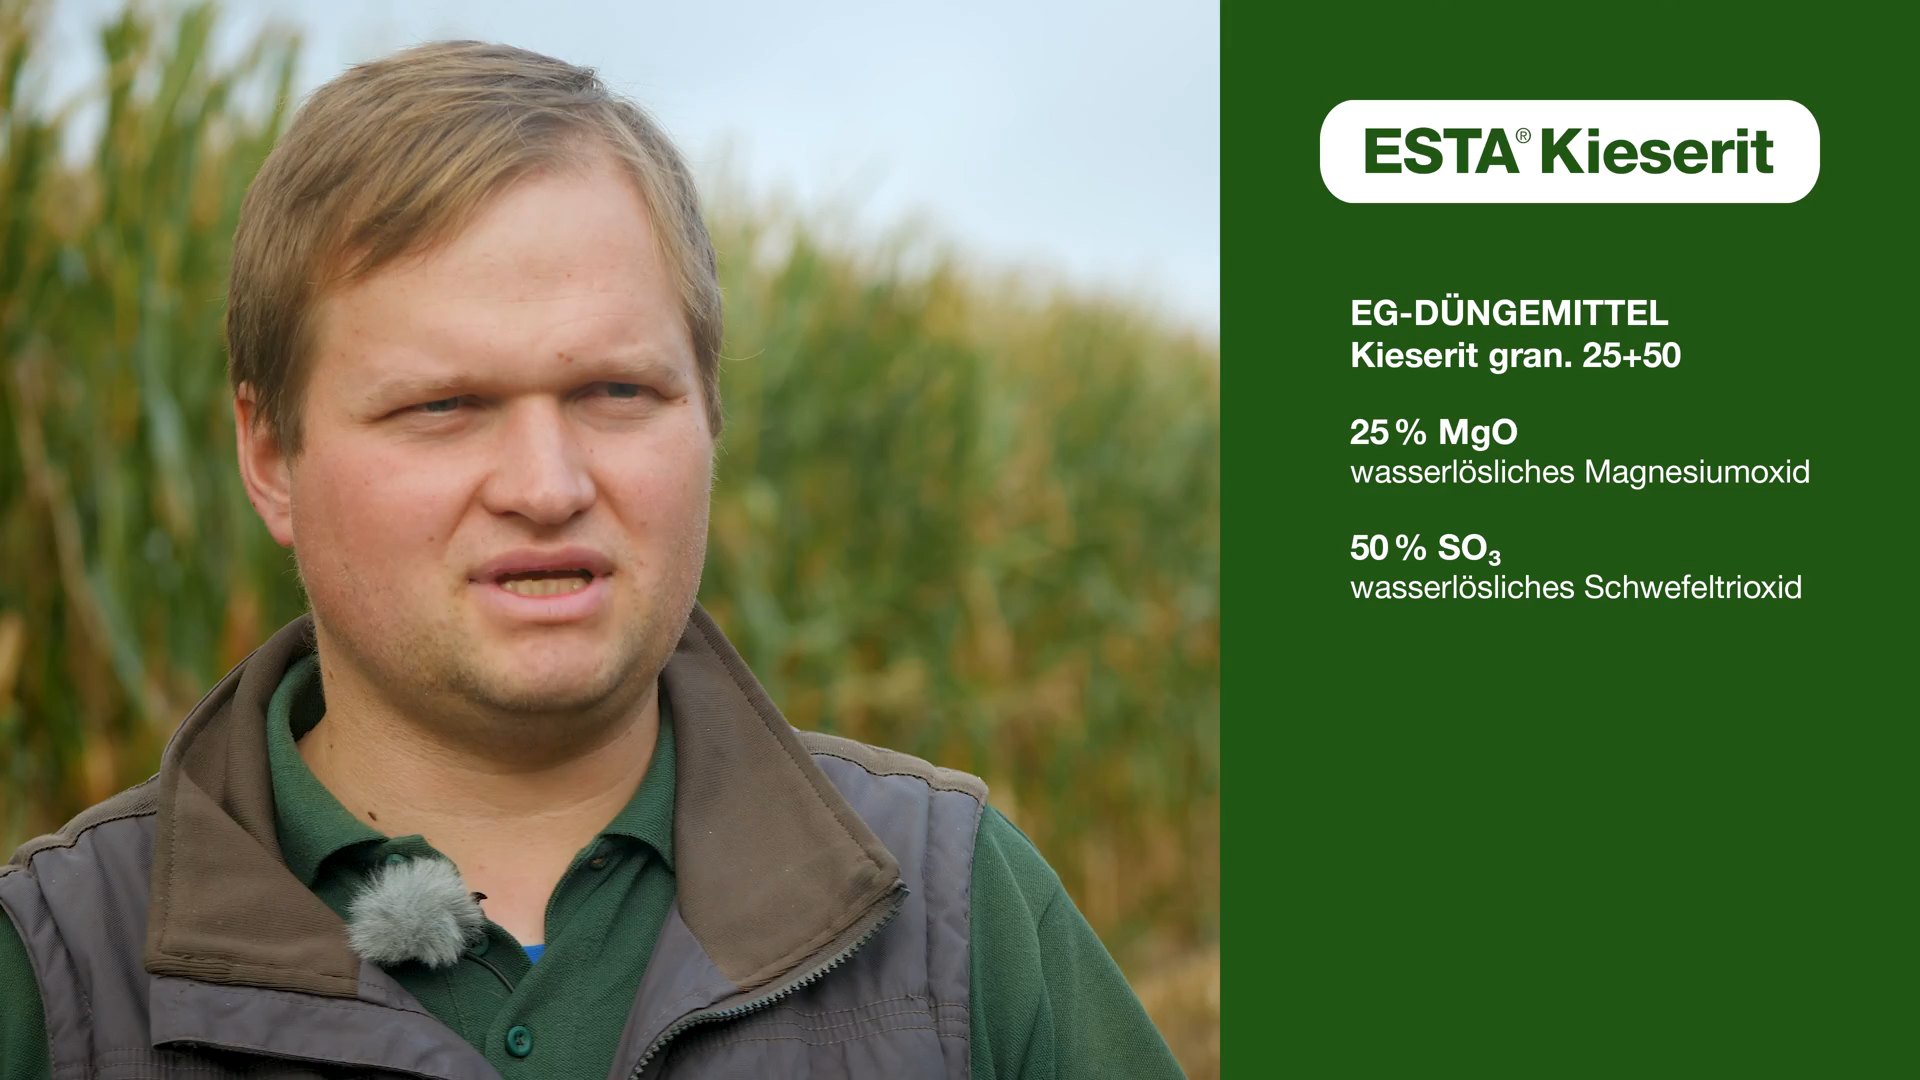 ESTA® Kieserit
EG-DÜNGEMITTEL
Kieserit gran. 25+50
25 % MgO
wasserlösliches Magnesiumoxid
50 % SO₃
wasserlösliches Schwefeltrioxid